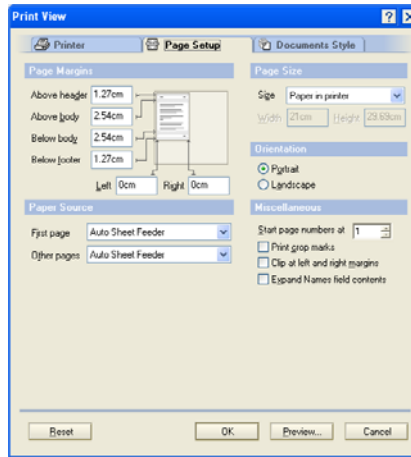 Print View
Printer
Page Setup
Documents Style
Page Margins
Above header 1.27cm
Above body 2.54cm
Below body 2.54cm
Below footer 1.27cm
Left 0cm Right 0cm
Paper Source
First page Auto Sheet Feeder
Other pages Auto Sheet Feeder
Page Size
Size Paper in printer
Width 21cm Height 29.69cm
Orientation
Portrait
Landscape
Miscellaneous
Start page numbers at 1
Print crop marks
Clip at left and right margins
Expand Names field contents
Reset OK Preview... Cancel